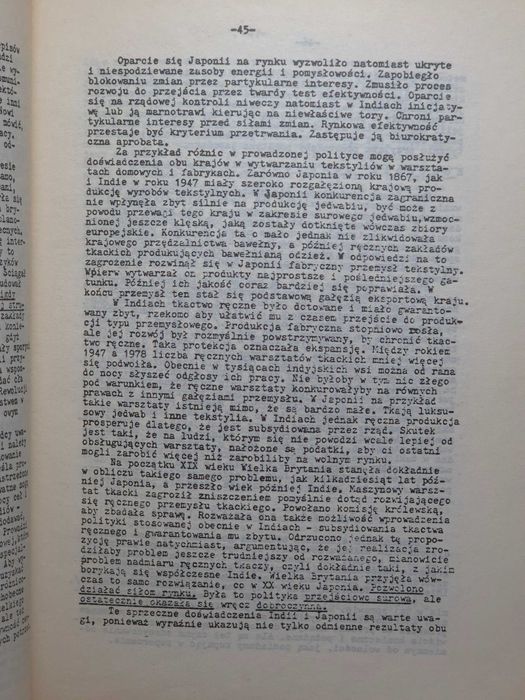 -45-
Oparcie się Japonii na rynku wyzwoliło natomiast ukryte
i niespodziewane zasoby energii i pomysłowości. Zapobiegło
blokowaniu zmian przez partykularne interesy. Zmusiło proces
rozwoju do przejścia przez twardy test efektywności. Oparcie
się na rządowej kontroli niweczy natomiast w Indiach inicjaty-
wę lub ją marnotrawi kierując na niewłaściwe tory. Chroni par-
tykularne interesy przed siłami zmian. Rynkowa efektywność
przestaje być kryterium przetrwania. Zastępuje ją biurokraty-
czna aprobata.
Za przykład różnic w prowadzonej polityce mogą posłużyć
doświadczenia obu krajów w wytwarzaniu tekstyliów w warszta-
tach domowych i fabrykach. Zarówno Japonia w roku 1867, jak
i Indie w roku 1947 miały szeroko rozgałęzioną krajową pro-
dukcję wyrobów tekstylnych. W Japonii konkurencja zagraniczna
nie wpłynęła zbyt silnie na produkcję jedwabiu, być może z
powodu przewagi tego kraju w zakresie surowego jedwabiu, wzmoc-
nionej jeszcze klęską, jaką zostały dotknięte wówczas zbiory
europejskie. Konkurencja ta o mało jednak nie zlikwidowała
krajowego przędzalnictwa bawełny, a później ręcznych zakładów
tkackich produkujących bawełnianą odzież. W odpowiedzi na to
zagrożenie rozwinął się w Japonii fabryczny przemysł tekstylny.
Wpierw wytwarzał on produkty najprostsze i pośledniejszego ga-
tunku. Później ich jakość coraz bardziej się poprawiała. W
końcu przemysł ten stał się podstawową gałęzią eksportową kraju.
W Indiach tkactwo ręczne było dotowane i miało gwaranto-
wany zbyt, rzekomo aby ułatwić mu z czasem przejście do produk-
cji typu przemysłowego. Produkcja fabryczna stopniowo rosła,
ale jej rozwój był rozmyślnie powstrzymywany, by chronić tkac-
two ręczne. Taka protekcja oznaczała ekspansję. Między rokiem
1947 a 1978 liczba ręcznych warsztatów tkackich mniej więcej
się podwoiła. Obecnie w tysiącach indyjskich wsi można od rana
do nocy słyszeć odgłosy ich pracy. Nie byłoby w tym nic złego
pod warunkiem, że ręczne warsztaty konkurowałyby na równych
prawach z innymi gałęziami przemysłu. W Japonii na przykład
takie warsztaty istnieją mimo, że są bardzo małe. Tkają luksu-
sowy jedwab i inne tekstylia. W Indiach jednak ręczna produkcja
prosperuje dlatego, że jest subsydiowana przez rząd. Skutek
jest taki, że na ludzi, którym się nie powodzi wcale lepiej od
obsługujących warsztaty, nałożone są podatki, aby ci ostatni
mogli zarobić więcej niż zarobiliby na wolnym rynku.
Na początku XIX wieku Wielka Brytania stanęła dokładnie
w obliczu takiego samego problemu, jak kilkadziesiąt lat póź-
niej Japonia, a przeszło wiek później Indie. Maszynowy warsz-
tat tkacki zagroził zniszczeniem pomyślnie dotąd rozwijającego
się ręcznego przemysłu tkackiego. Powołano komisję królewską,
aby zbadała sprawę. Rozważała ona także możliwość wprowadzenia
polityki stosowanej obecnie w Indiach - subsydiowania tkactwa
ręcznego i gwarantowania mu zbytu. Odrzucono jednak tę propo-
zycję prawie natychmiast, argumentując, że jej realizacja zro-
dziłaby problem jeszcze trudniejszy od rozważanego, mianowicie
problem nadmiaru ręcznych tkaczy, czyli dokładnie taki, z jakim
borykają się współczesne Indie. Wielka Brytania przyjęła wów-
czas to samo rozwiązanie, co w XX wieku Japonia. Pozwolono
działać siłom rynku. Była to polityka przejściowo surowa, ale
ostatecznie okazała się wręcz dobroczynna.
Te sprzeczne doświadczenia Indii i Japonii są warte uwa-
gi, ponieważ wyraźnie ukazują nie tylko odmienne rezultaty obu